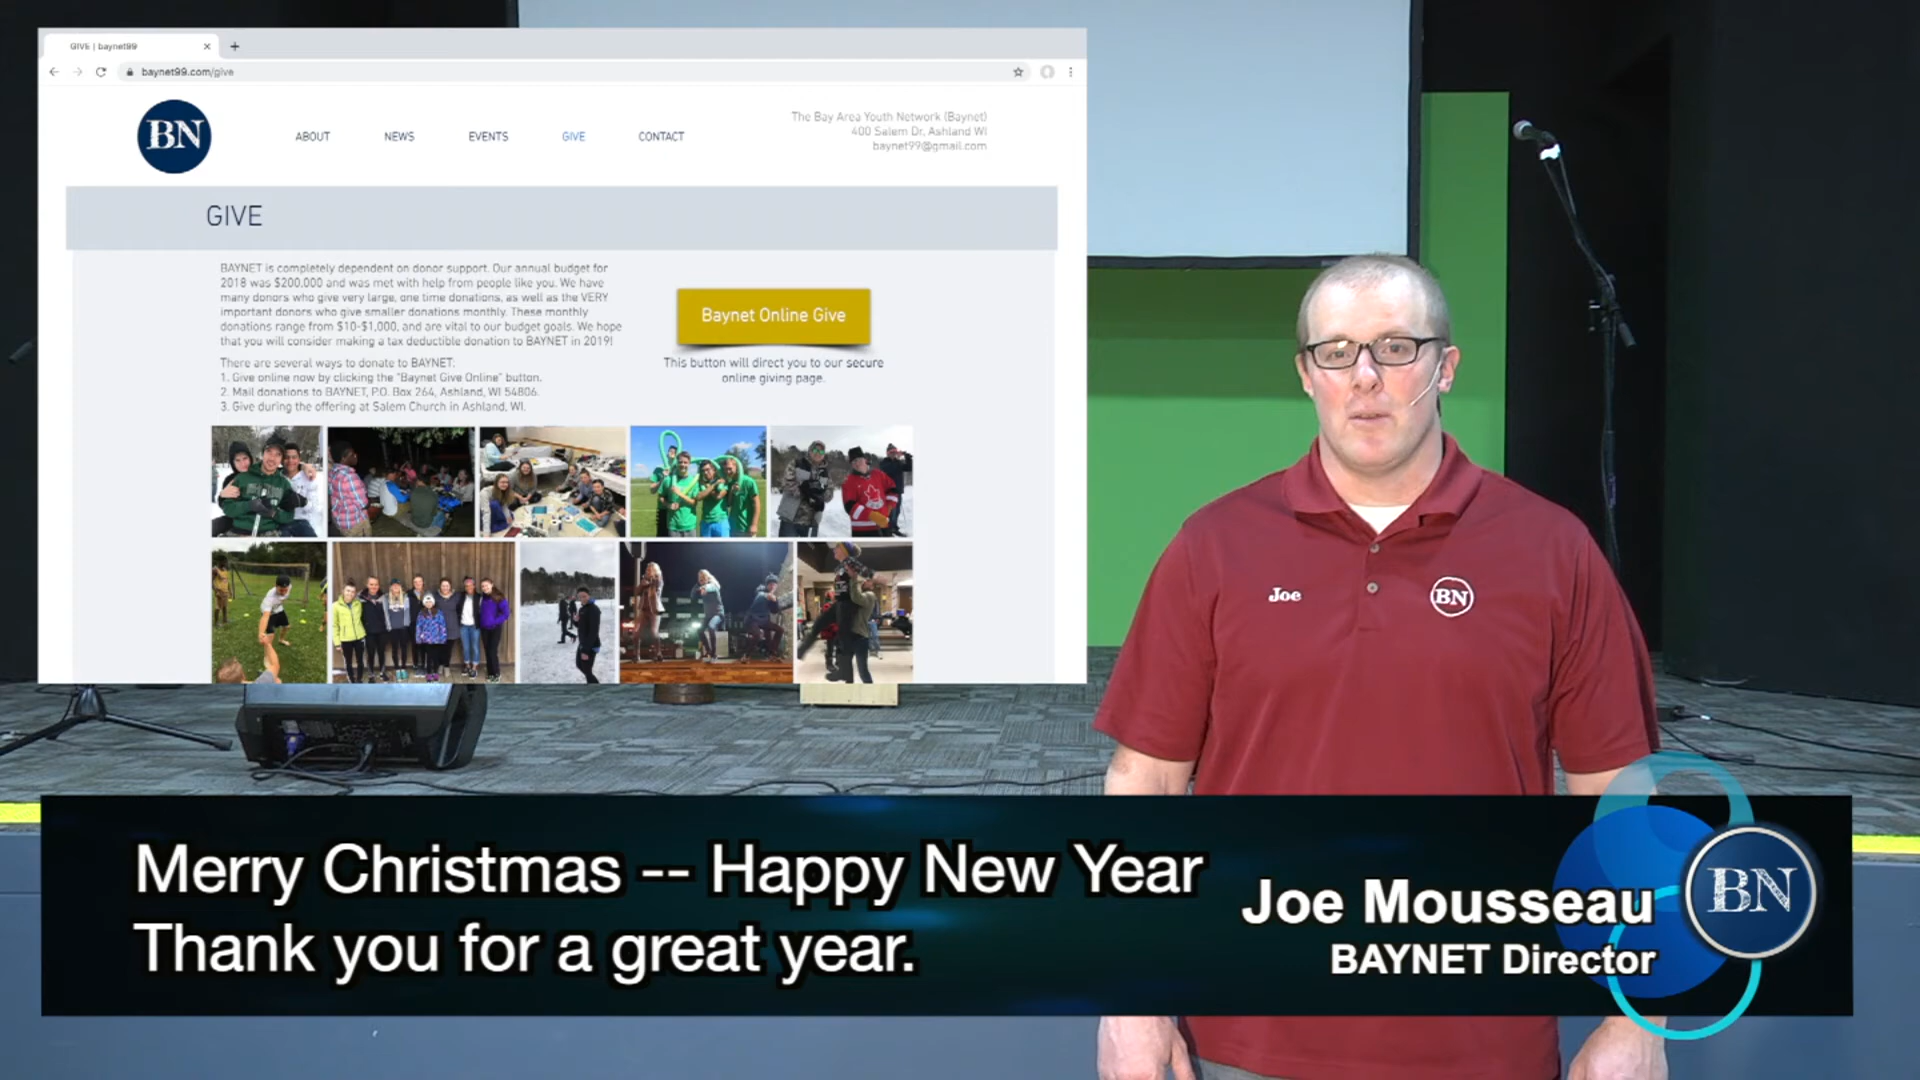 GIVE | baynet99
baynet99.com/give
BN
ABOUT
NEWS
EVENTS
GIVE
CONTACT
The Bay Area Youth Network (Baynet)
400 Salem Dr, Ashland WI
baynet99@gmail.com
GIVE
BAYNET is completely dependent on donor support. Our annual budget for
2018 was $200,000 and was met with help from people like you. We have
many donors who give very large, one time donations, as well as the VERY
important donors who give smaller donations monthly. These monthly
donations range from $10-$1,000, and are vital to our budget goals. We hope
that you will consider making a tax deductible donation to BAYNET in 2019!
There are several ways to donate to BAYNET:
1. Give online now by clicking the "Baynet Give Online" button.
2. Mail donations to BAYNET, P.O. Box 264, Ashland, WI 54806.
3. Give during the offering at Salem Church in Ashland, WI.
Baynet Online Give
This button will direct you to our secure
online giving page.
Joe
BN
Merry Christmas -- Happy New Year
Thank you for a great year.
Joe Mousseau
BAYNET Director
BN